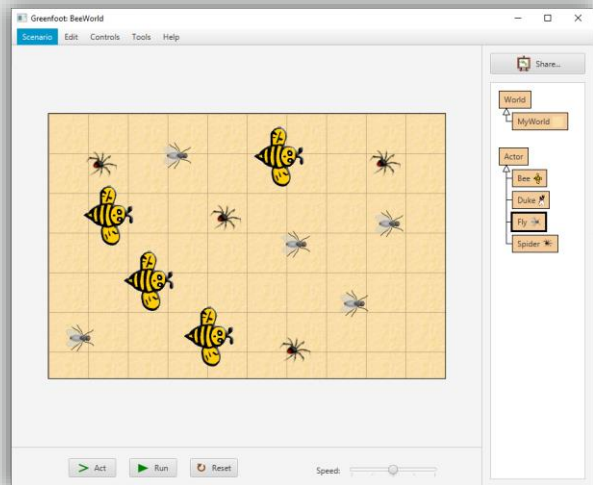 Greenfoot: BeeWorld
Scenario Edit Controls Tools Help
Share...
World
MyWorld
Actor
Bee
Duke
Fly
Spider
Act Run Reset Speed: